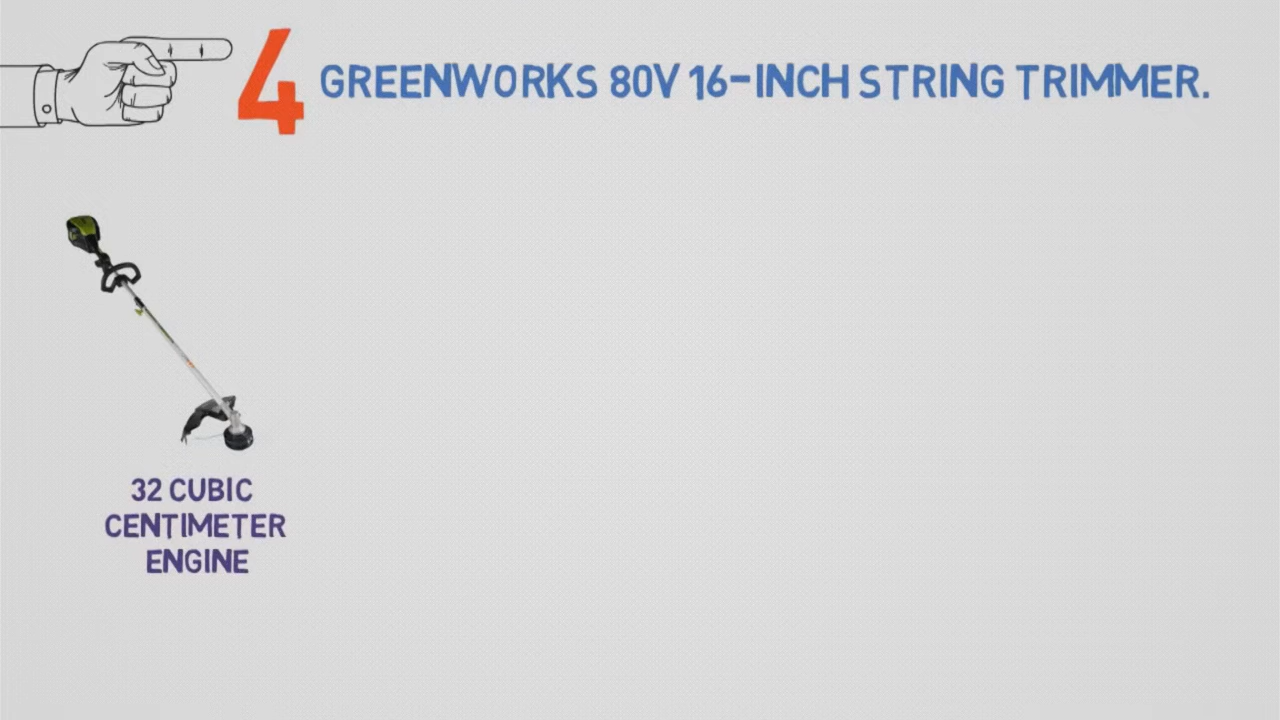 4 GREENWORKS 80V 16-INCH STRING TRIMMER.
32 CUBIC
CENTIMETER
ENGINE